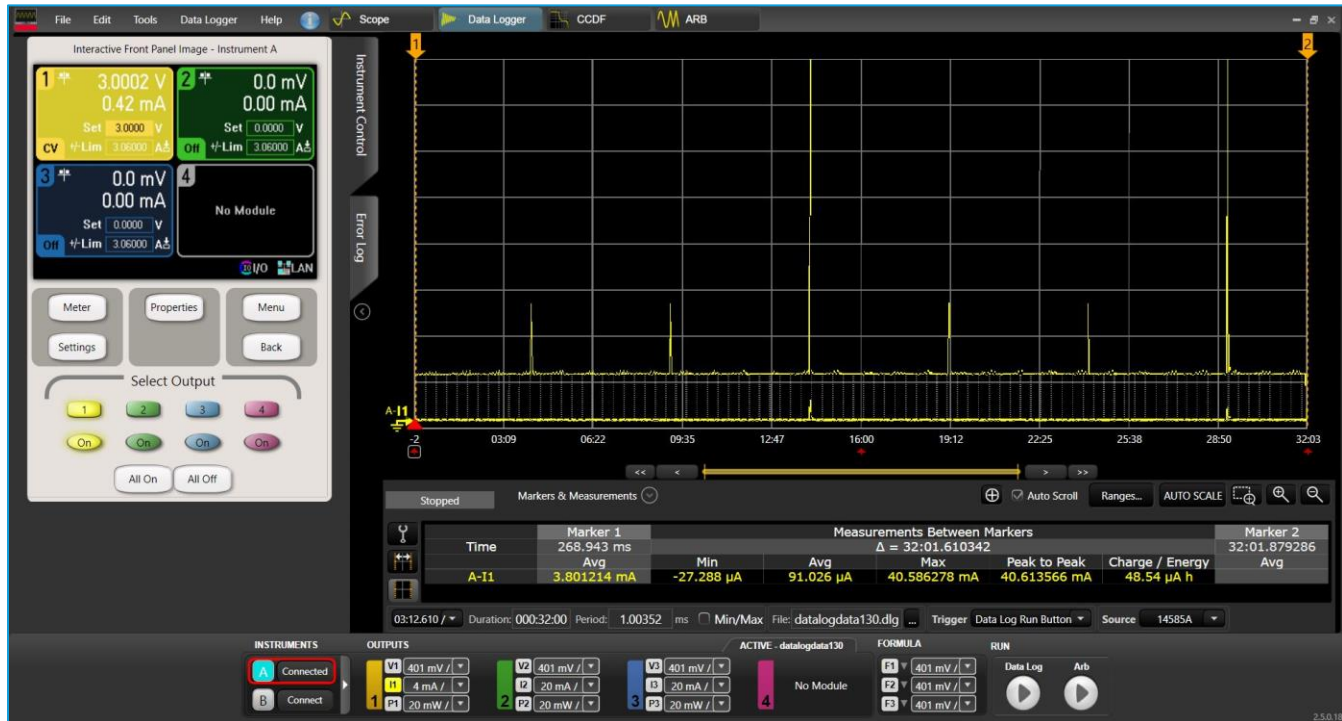 File Edit Tools Data Logger Help Scope Data Logger CCDF ARB
Interactive Front Panel Image - Instrument A
1 3.0002 V
0.42 mA
Set 3.0000 V
CV +/-Lim 3.06000 A
2 0.0 mV
0.00 mA
Set 0.0000 V
Off +/-Lim 3.06000 A
3 0.0 mV
0.00 mA
Set 0.0000 V
Off +/-Lim 3.06000 A
4
No Module
IO I/O LAN
Meter Properties Menu
Settings Back
Select Output
1 2 3 4
On On On On
All On All Off
Instrument Control
Error Log
1 2
A-I1
-2 03:09 06:22 09:35 12:47 16:00 19:12 22:25 25:38 28:50 32:03
<< < > >>
Stopped Markers & Measurements Auto Scroll Ranges... AUTO SCALE
Marker 1 Measurements Between Markers Marker 2
Time 268.943 ms Δ = 32:01.610342 32:01.879286
Avg Min Avg Max Peak to Peak Charge / Energy Avg
A-I1 3.801214 mA -27.288 µA 91.026 µA 40.586278 mA 40.613566 mA 48.54 µA h
03:12.610 / Duration: 000:32:00 Period: 1.00352 ms Min/Max File: datalogdata130.dlg ... Trigger Data Log Run Button Source 14585A
INSTRUMENTS OUTPUTS ACTIVE - datalogdata130 FORMULA RUN
A Connected
B Connect
1
V1 401 mV /
I1 4 mA /
P1 20 mW /
2
V2 401 mV /
I2 20 mA /
P2 20 mW /
3
V3 401 mV /
I3 20 mA /
P3 20 mW /
4 No Module
F1 401 mV /
F2 401 mV /
F3 401 mV /
Data Log Arb